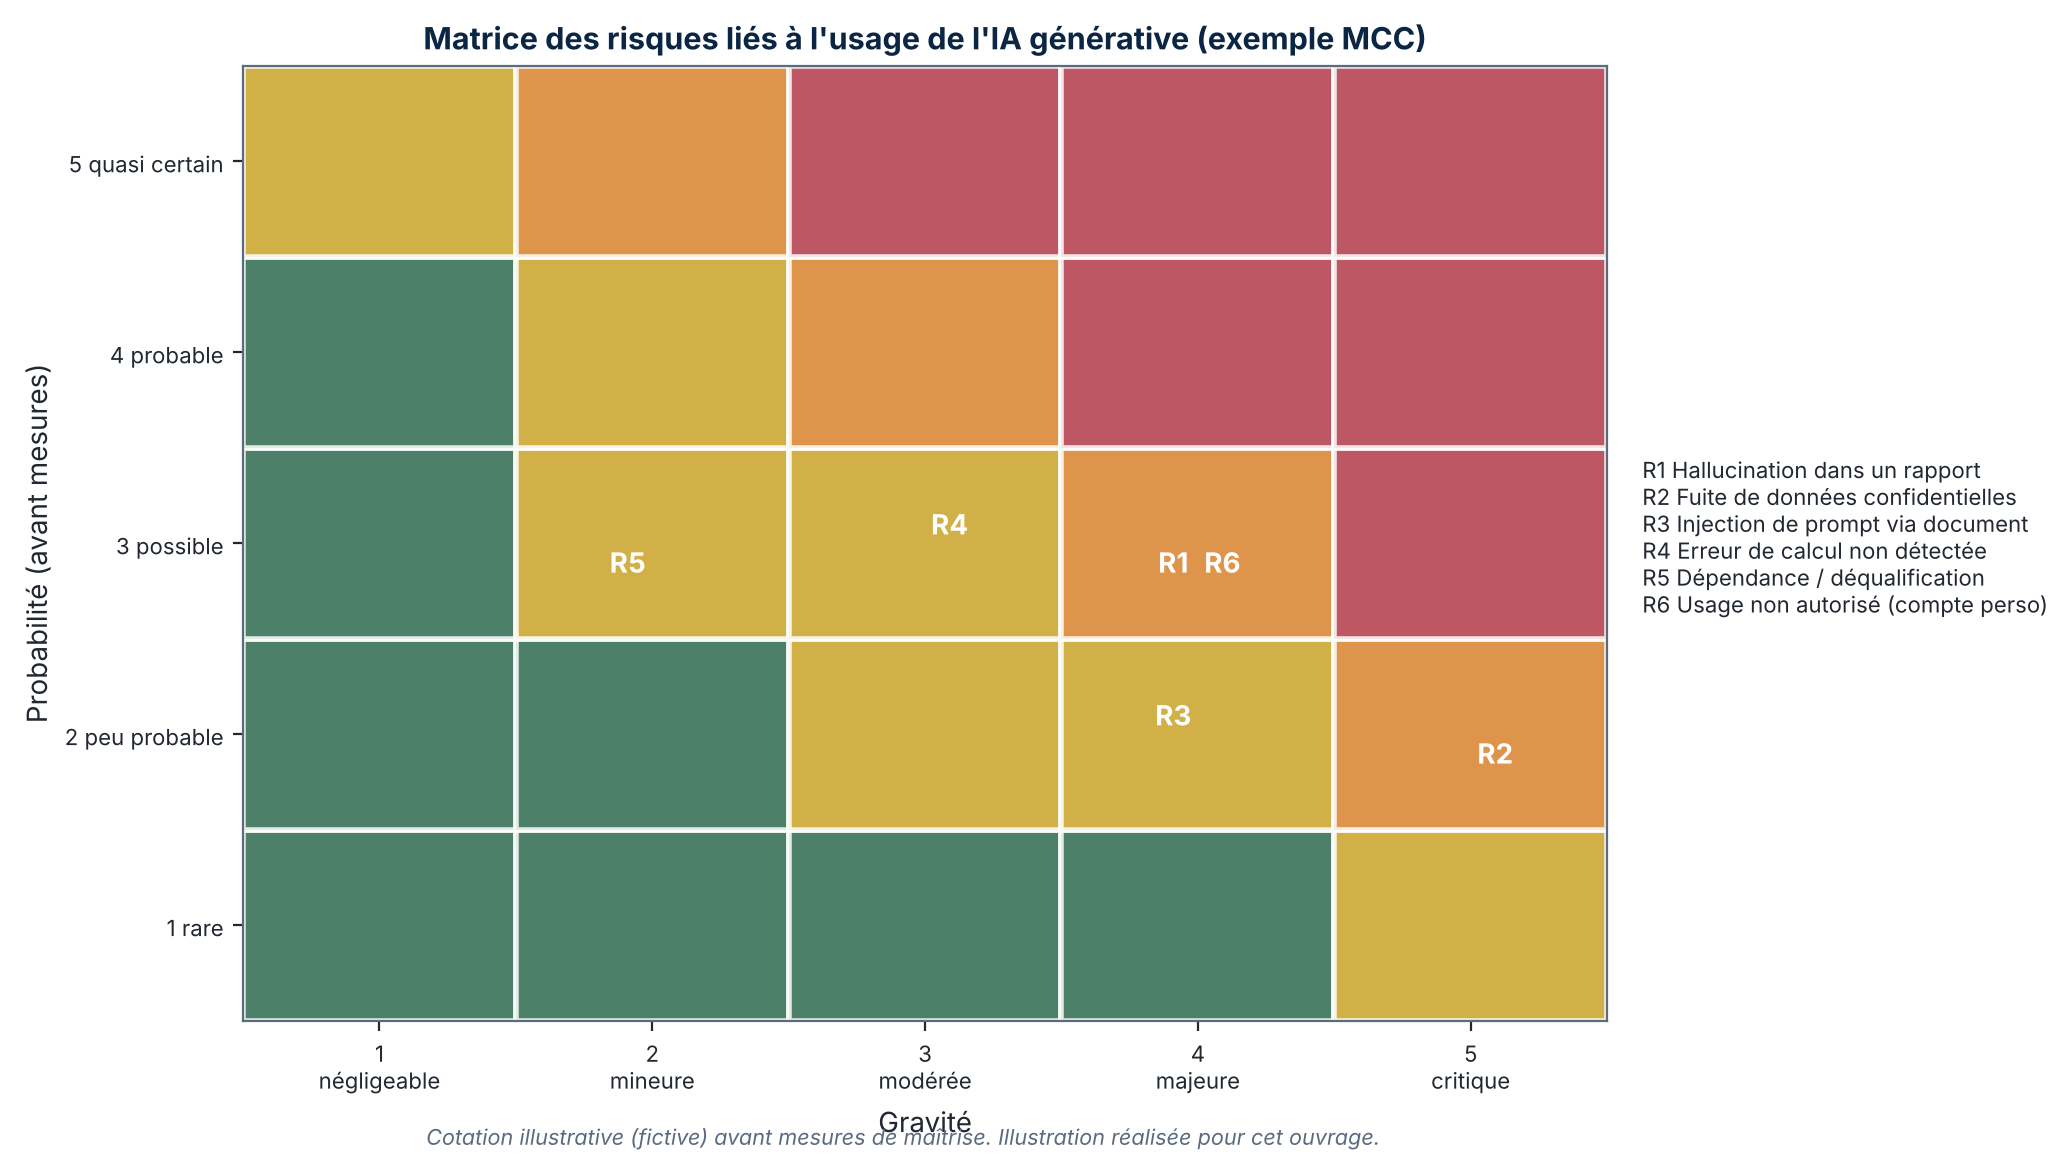 Matrice des risques liés à l'usage de l'IA générative (exemple MCC)
Probabilité (avant mesures)
5 quasi certain
4 probable
3 possible
2 peu probable
1 rare
R5
R4
R1 R6
R3
R2
1
négligeable
2
mineure
3
modérée
4
majeure
5
critique
Gravité
Cotation illustrative (fictive) avant mesures de maîtrise. Illustration réalisée pour cet ouvrage.
R1 Hallucination dans un rapport
R2 Fuite de données confidentielles
R3 Injection de prompt via document
R4 Erreur de calcul non détectée
R5 Dépendance / déqualification
R6 Usage non autorisé (compte perso)